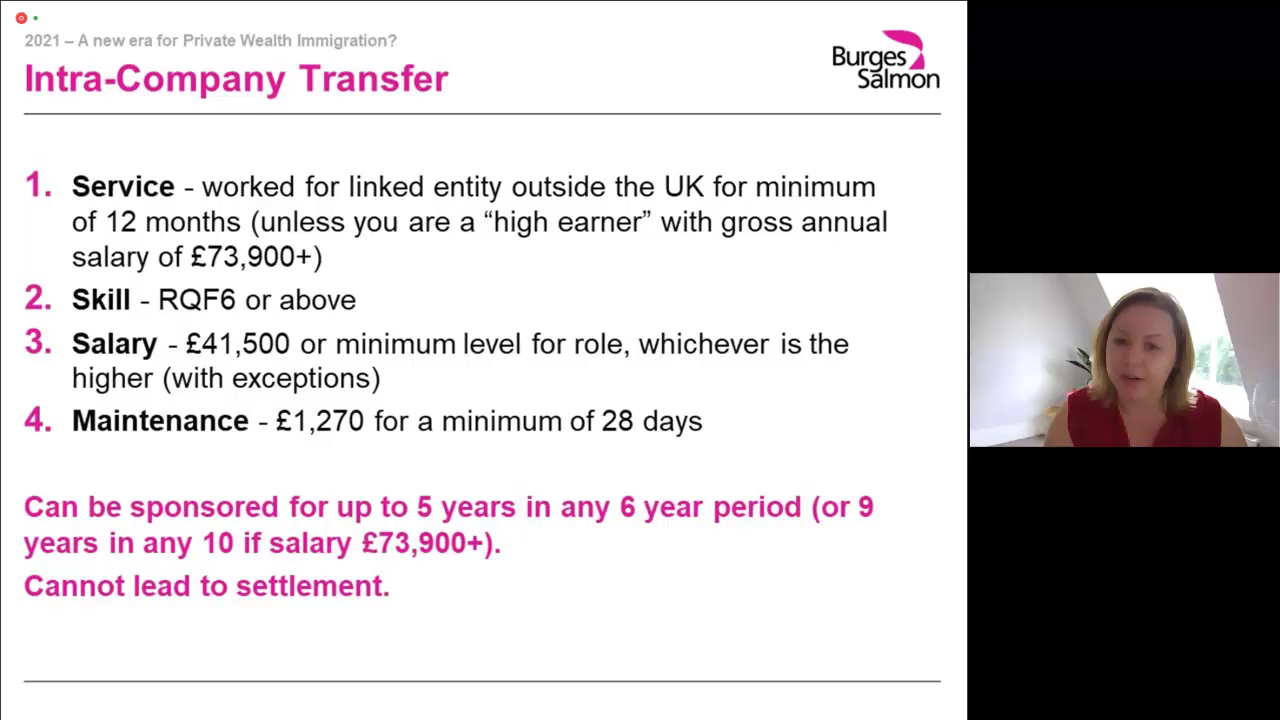 2021 – A new era for Private Wealth Immigration?
Intra-Company Transfer
Burges
Salmon
1. Service - worked for linked entity outside the UK for minimum
of 12 months (unless you are a “high earner” with gross annual
salary of £73,900+)
2. Skill - RQF6 or above
3. Salary - £41,500 or minimum level for role, whichever is the
higher (with exceptions)
4. Maintenance - £1,270 for a minimum of 28 days
Can be sponsored for up to 5 years in any 6 year period (or 9
years in any 10 if salary £73,900+).
Cannot lead to settlement.